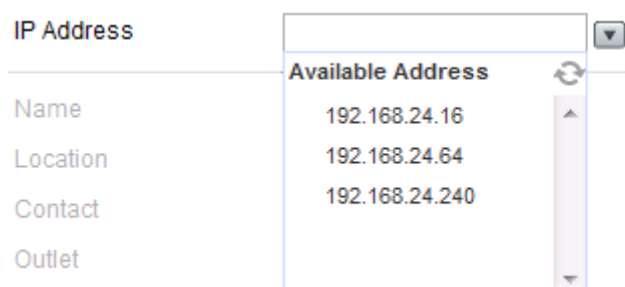 IP Address
Available Address
192.168.24.16
192.168.24.64
192.168.24.240
Name
Location
Contact
Outlet